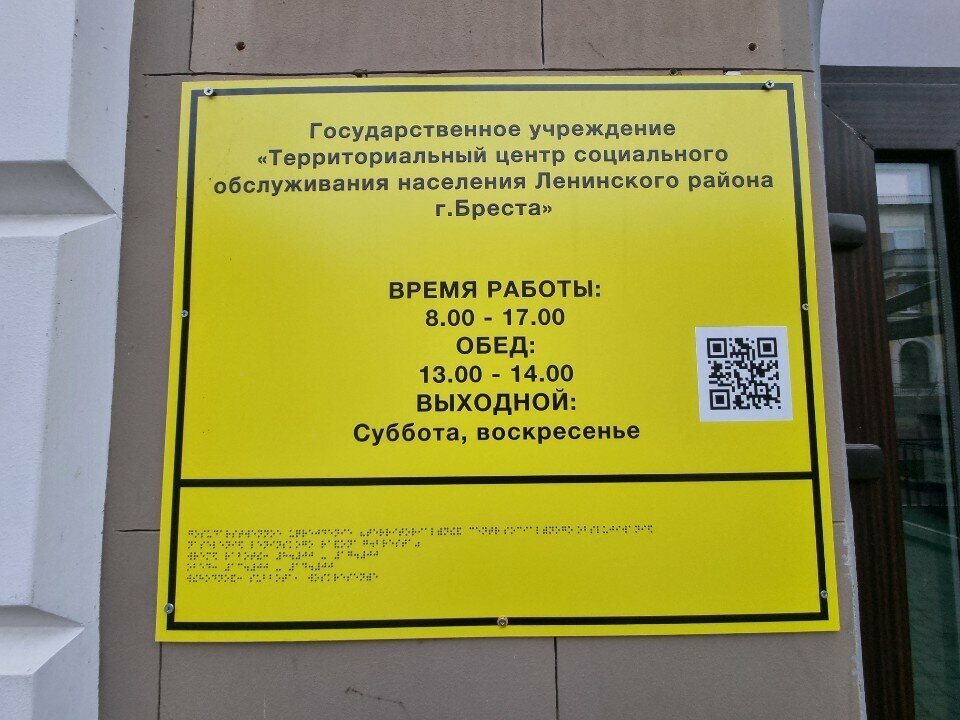 Государственное учреждение
«Территориальный центр социального
обслуживания населения Ленинского района
г.Бреста»
ВРЕМЯ РАБОТЫ:
8.00 - 17.00
ОБЕД:
13.00 - 14.00
ВЫХОДНОЙ:
Суббота, воскресенье